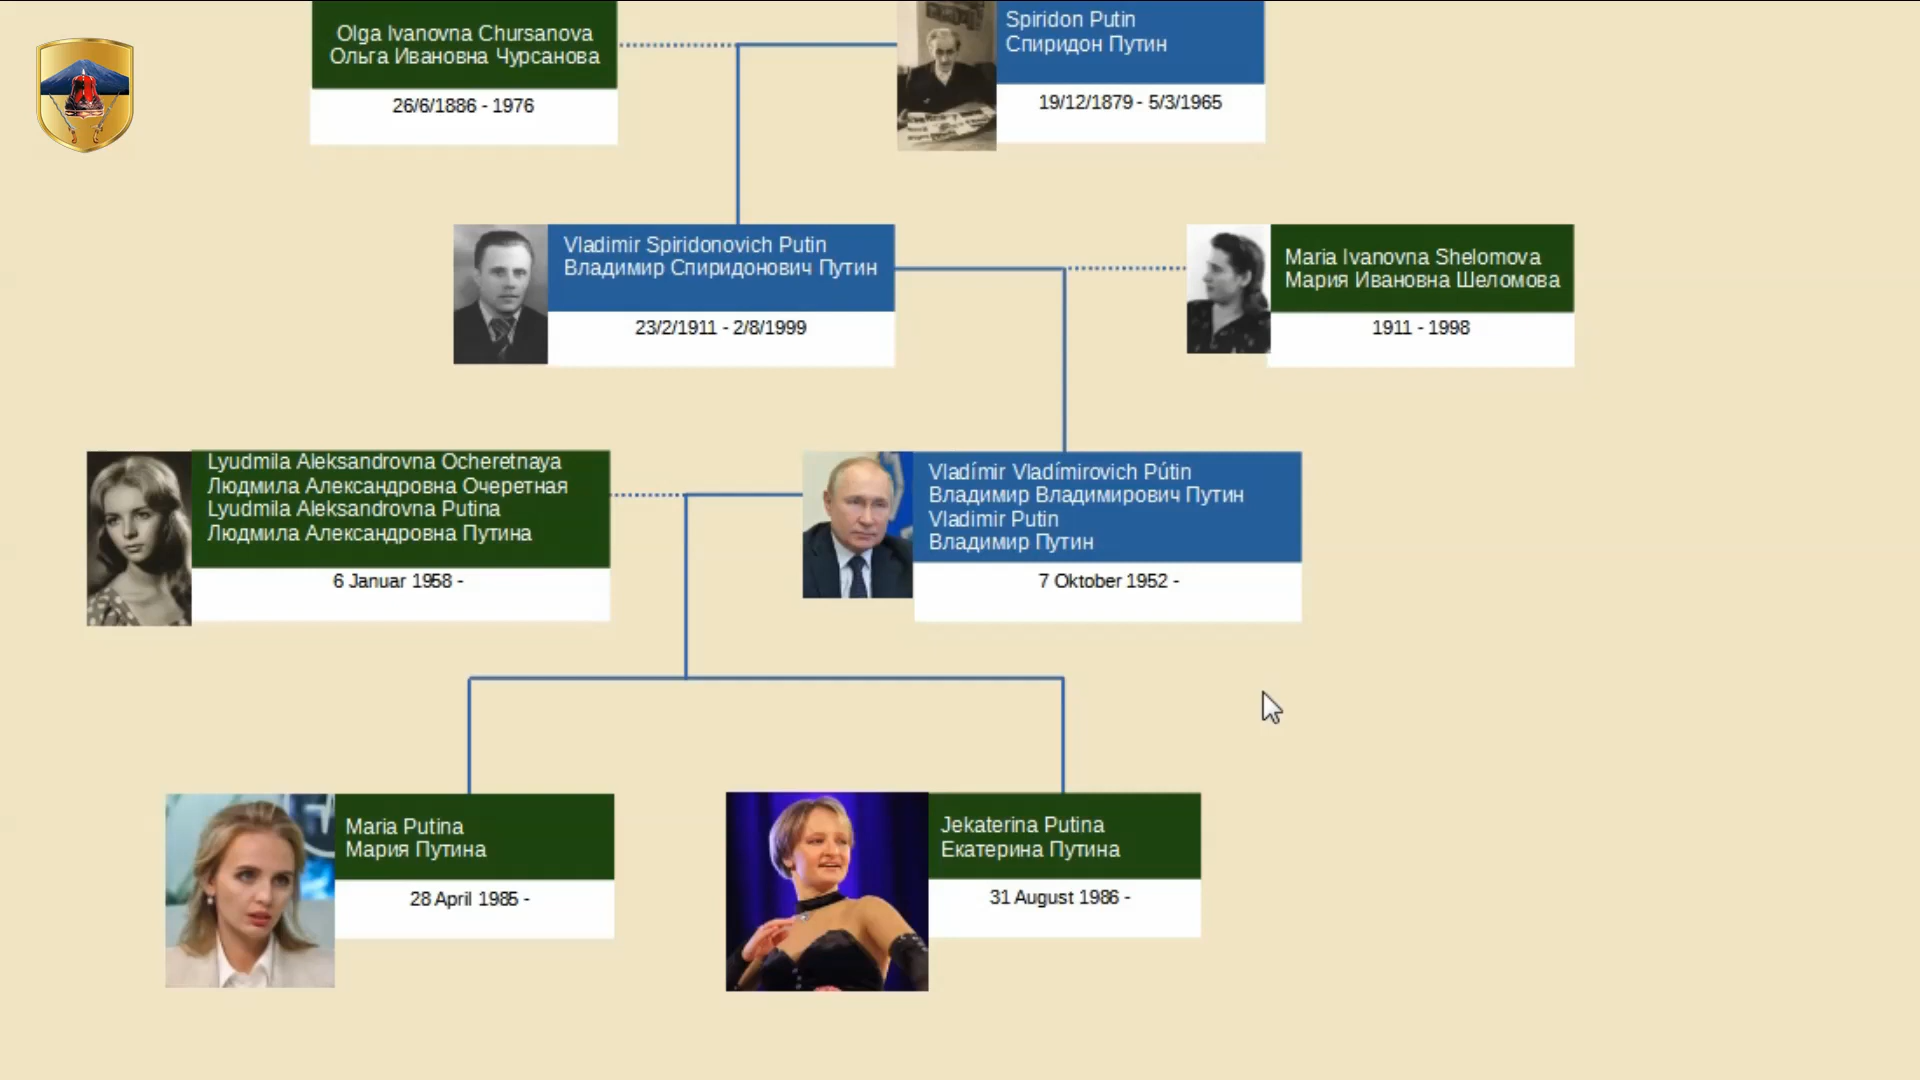 Olga Ivanovna Chursanova
Ольга Ивановна Чурсанова
26/6/1886 - 1976
Spiridon Putin
Спиридон Путин
19/12/1879 - 5/3/1965
Vladimir Spiridonovich Putin
Владимир Спиридонович Путин
23/2/1911 - 2/8/1999
Maria Ivanovna Shelomova
Мария Ивановна Шеломова
1911 - 1998
Lyudmila Aleksandrovna Ocheretnaya
Людмила Александровна Очеретная
Lyudmila Aleksandrovna Putina
Людмила Александровна Путина
6 Januar 1958 -
Vladímir Vladímirovich Pútin
Владимир Владимирович Путин
Vladimir Putin
Владимир Путин
7 Oktober 1952 -
Maria Putina
Мария Путина
28 April 1985 -
Jekaterina Putina
Екатерина Путина
31 August 1986 -